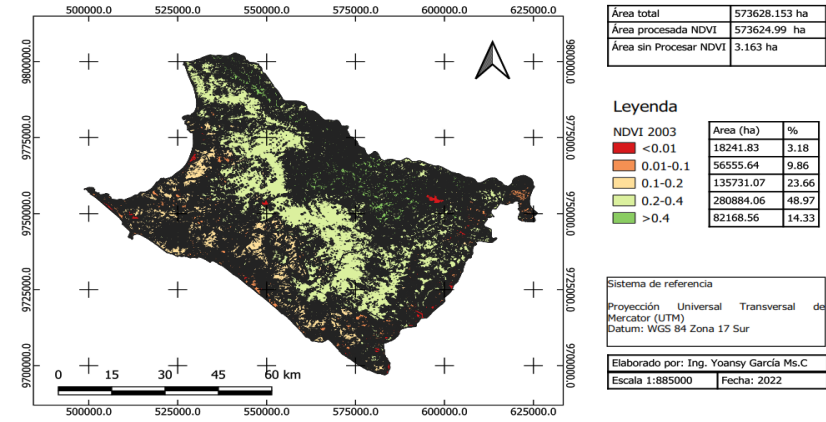 500000.0 525000.0 550000.0 575000.0 600000.0 625000.0
9800000.0 9775000.0 9750000.0 9725000.0 9700000.0
0 15 30 45 60 km
9800000.0 9775000.0 9750000.0 9725000.0 9700000.0
500000.0 525000.0 550000.0 575000.0 600000.0 625000.0
Área total 573628.153 ha
Área procesada NDVI 573624.99 ha
Área sin Procesar NDVI 3.163 ha
Leyenda
NDVI 2003 Area (ha) %
<0.01 18241.83 3.18
0.01-0.1 56555.64 9.86
0.1-0.2 135731.07 23.66
0.2-0.4 280884.06 48.97
>0.4 82168.56 14.33
Sistema de referencia
Proyección Universal Transversal de
Mercator (UTM)
Datum: WGS 84 Zona 17 Sur
Elaborado por: Ing. Yoansy García Ms.C
Escala 1:885000 Fecha: 2022